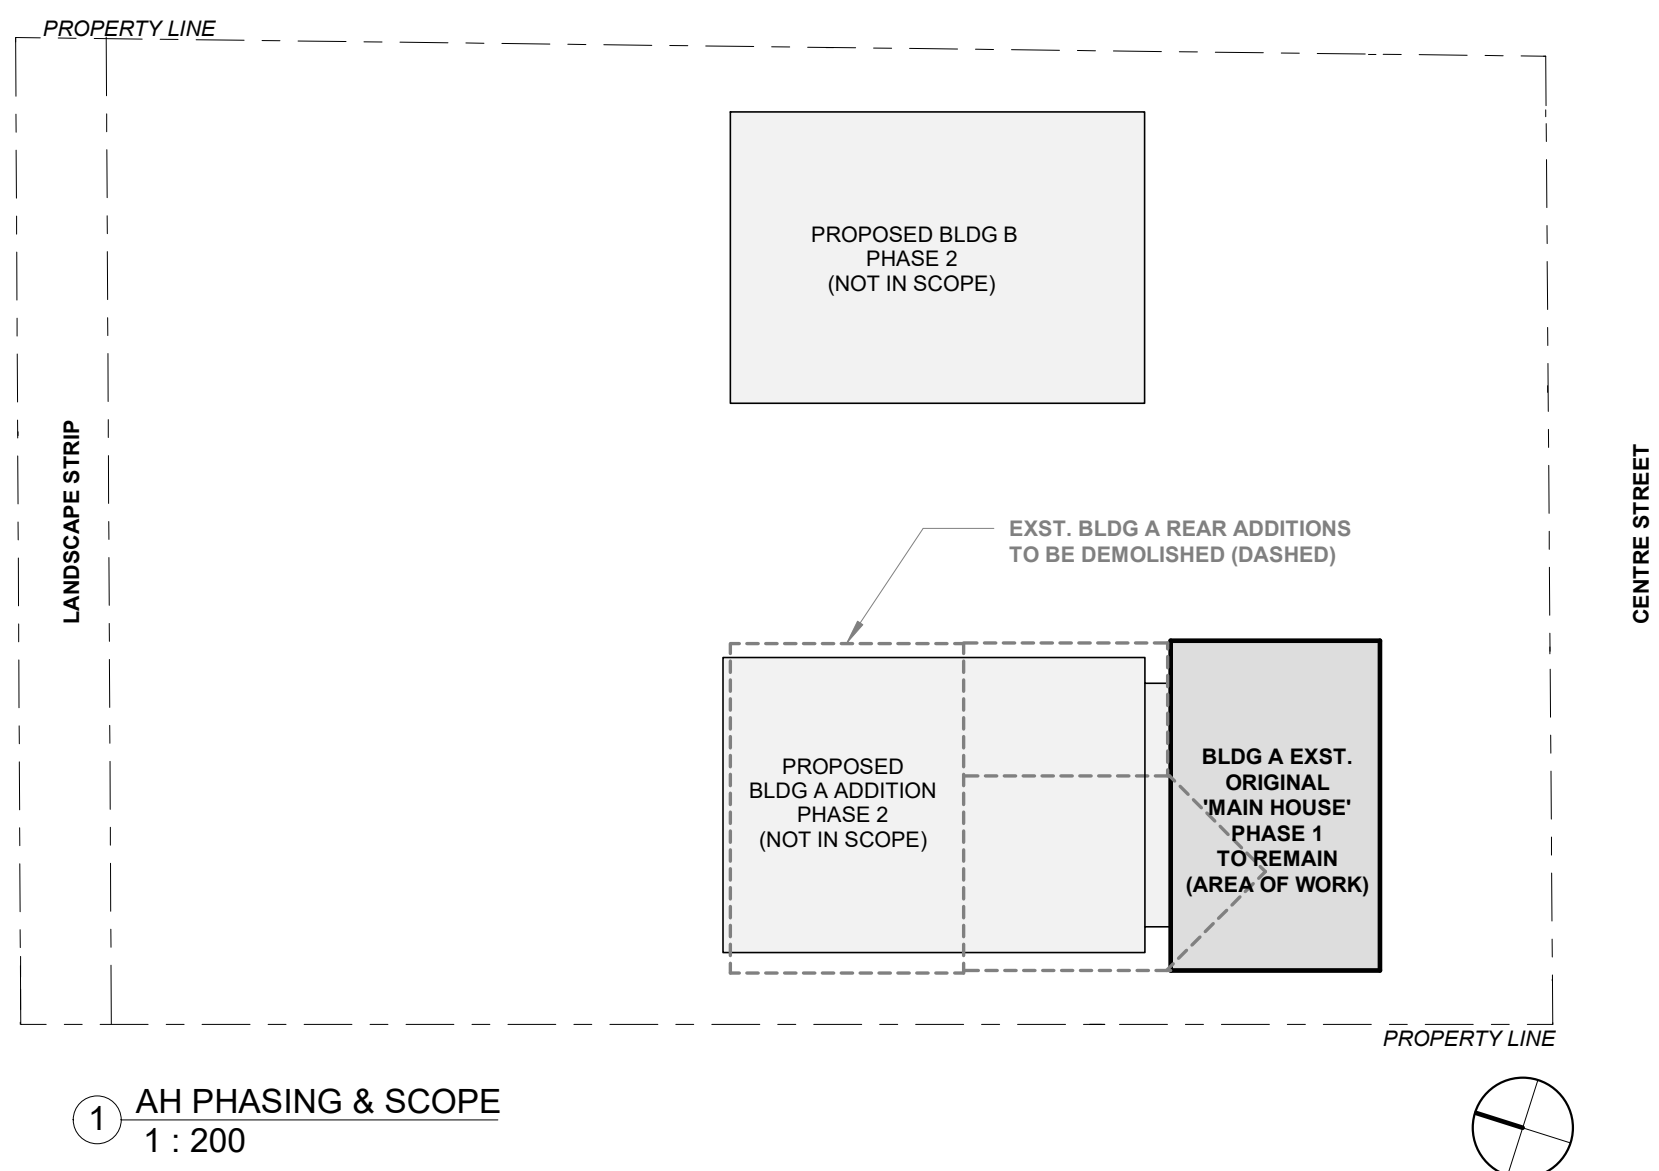 PROPERTY LINE
PROPOSED BLDG B
PHASE 2
(NOT IN SCOPE)
LANDSCAPE STRIP
CENTRE STREET
EXST. BLDG A REAR ADDITIONS
TO BE DEMOLISHED (DASHED)
PROPOSED
BLDG A ADDITION
PHASE 2
(NOT IN SCOPE)
BLDG A EXST.
ORIGINAL
'MAIN HOUSE'
PHASE 1
TO REMAIN
(AREA OF WORK)
PROPERTY LINE
1
AH PHASING & SCOPE
1 : 200